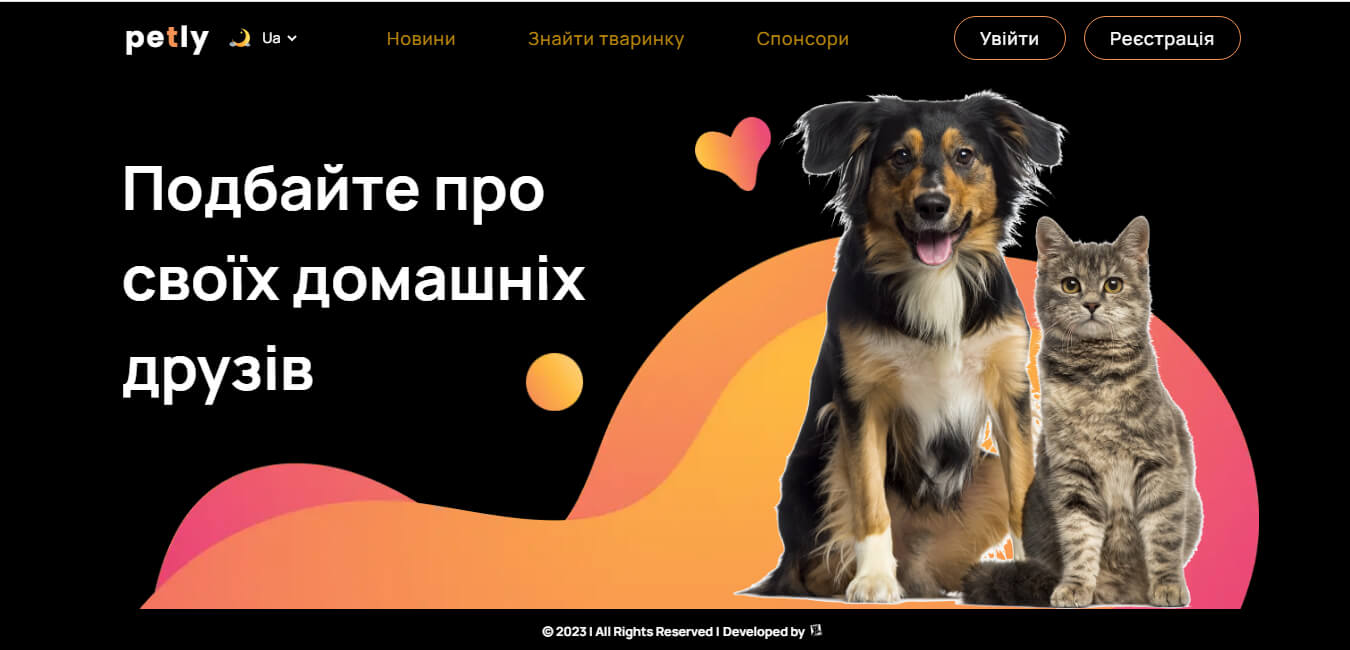 petly
Ua
Новини
Знайти тваринку
Спонсори
Увійти
Реєстрація
Подбайте про
своїх домашніх
друзів
© 2023 | All Rights Reserved | Developed by